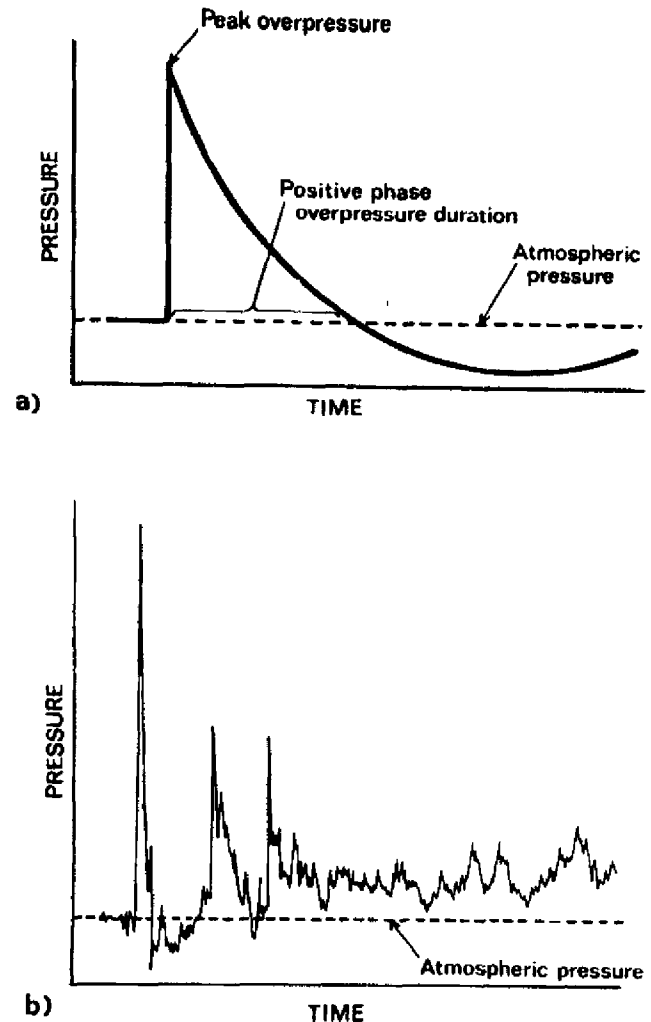 Peak overpressure
PRESSURE
Positive phase
overpressure duration
Atmospheric
pressure
a)
TIME
PRESSURE
Atmospheric pressure
b)
TIME